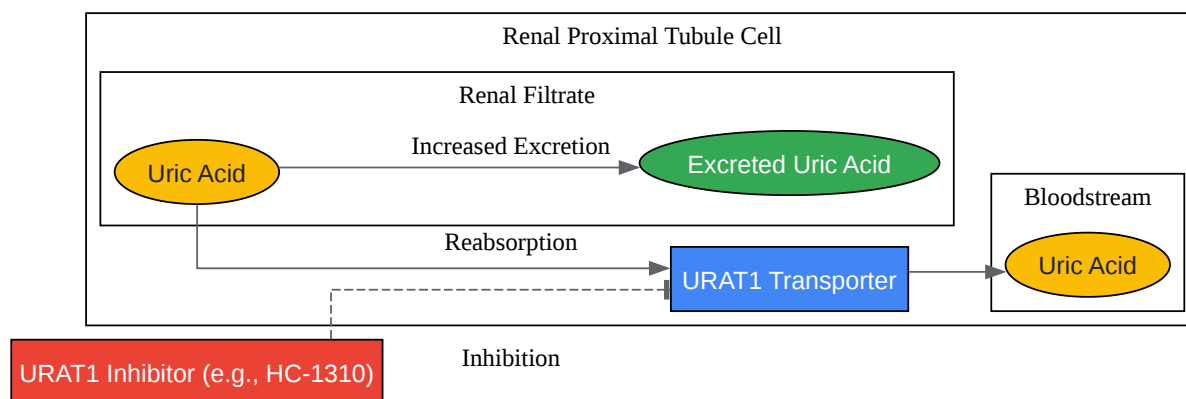 Renal Proximal Tubule Cell
Renal Filtrate
Increased Excretion
Uric Acid
Excreted Uric Acid
Bloodstream
Reabsorption
Uric Acid
URAT1 Transporter
Inhibition
URAT1 Inhibitor (e.g., HC-1310)